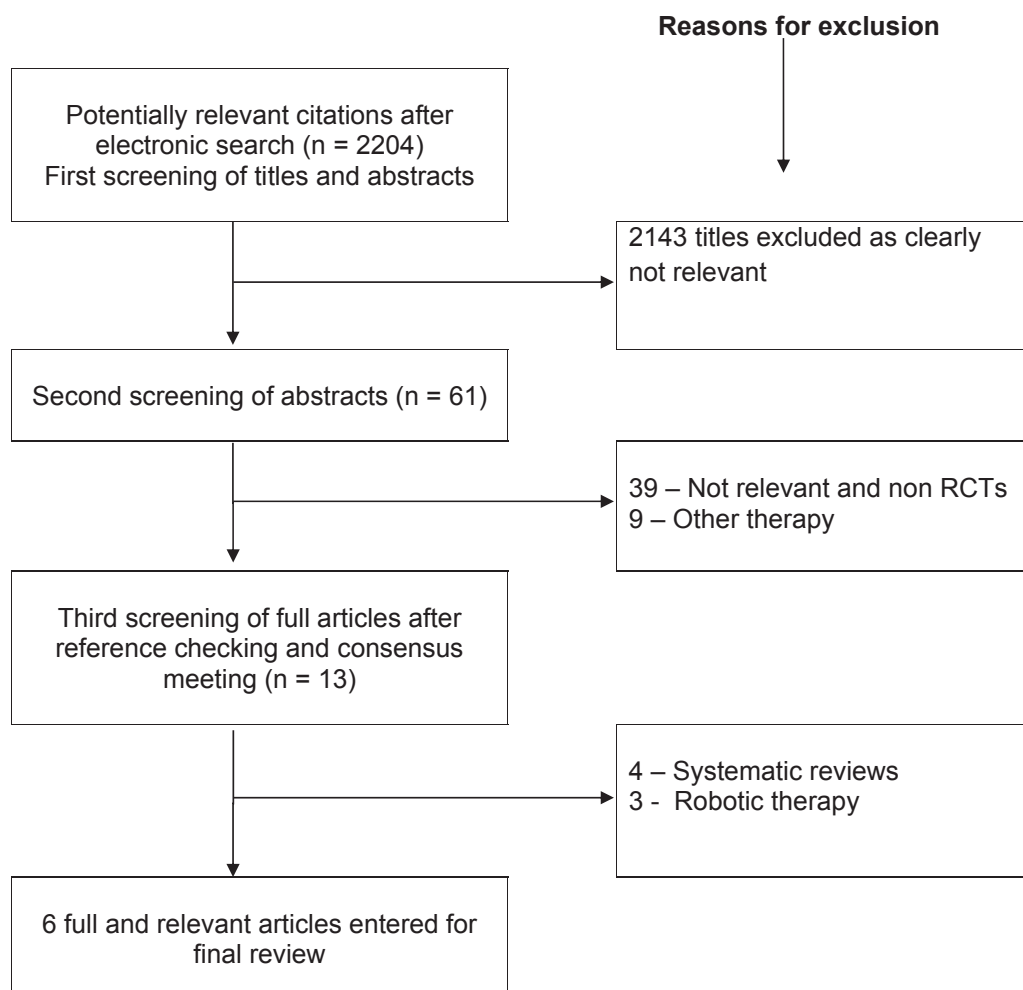 Reasons for exclusion
Potentially relevant citations after
electronic search (n = 2204)
First screening of titles and abstracts
2143 titles excluded as clearly
not relevant
Second screening of abstracts (n = 61)
39 – Not relevant and non RCTs
9 – Other therapy
Third screening of full articles after
reference checking and consensus
meeting (n = 13)
4 – Systematic reviews
3 - Robotic therapy
6 full and relevant articles entered for
final review